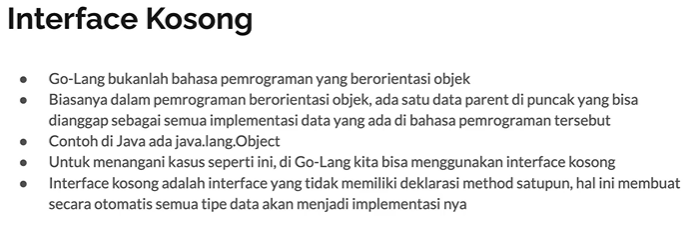 Interface Kosong
● Go-Lang bukanlah bahasa pemrograman yang berorientasi objek
● Biasanya dalam pemrograman berorientasi objek, ada satu data parent di puncak yang bisa
dianggap sebagai semua implementasi data yang ada di bahasa pemrograman tersebut
● Contoh di Java ada java.lang.Object
● Untuk menangani kasus seperti ini, di Go-Lang kita bisa menggunakan interface kosong
● Interface kosong adalah interface yang tidak memiliki deklarasi method satupun, hal ini membuat
secara otomatis semua tipe data akan menjadi implementasi nya